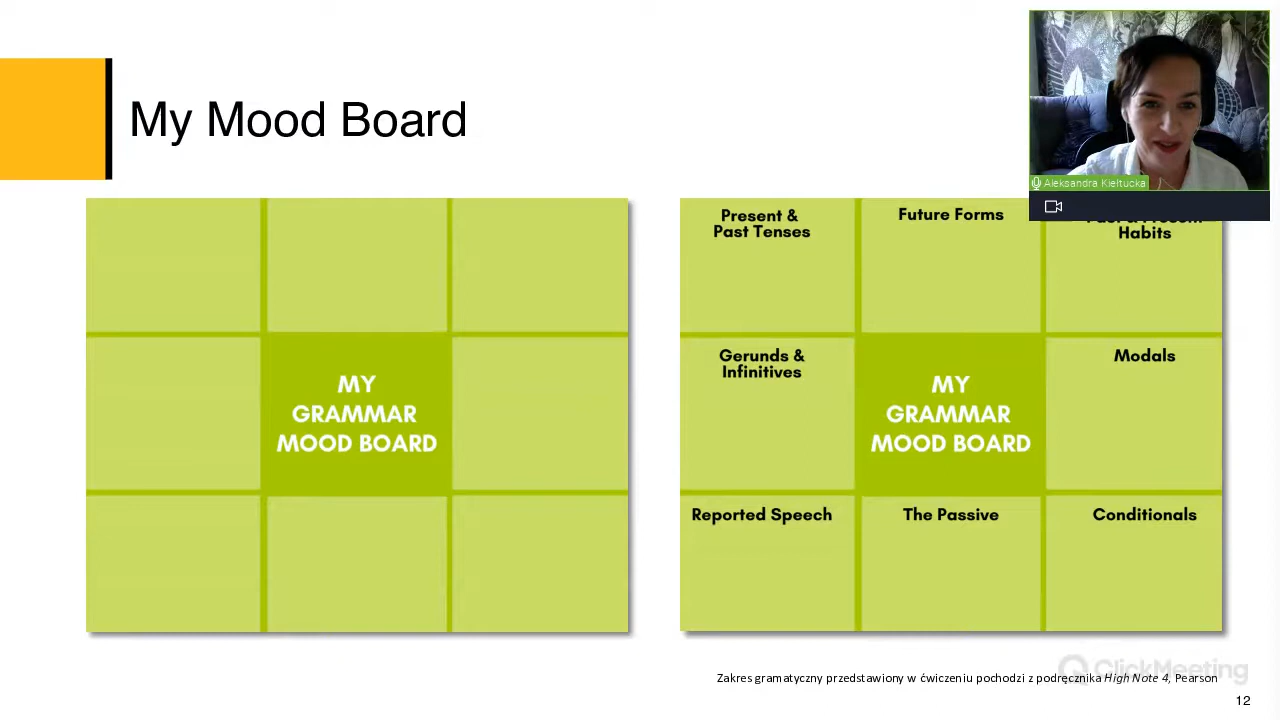 My Mood Board
Aleksandra Kiełtucka
MY
GRAMMAR
MOOD BOARD
Present &
Past Tenses
Future Forms
Habits
Gerunds &
Infinitives
MY
GRAMMAR
MOOD BOARD
Modals
Reported Speech
The Passive
Conditionals
ClickMeeting
Zakres gramatyczny przedstawiony w ćwiczeniu pochodzi z podręcznika High Note 4, Pearson
12